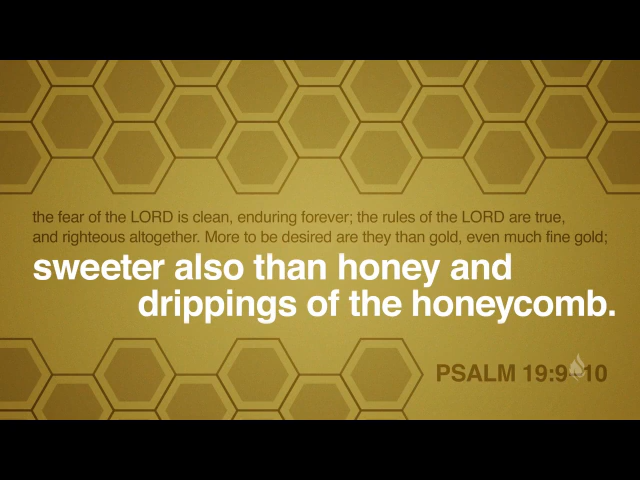 the fear of the LORD is clean, enduring forever; the rules of the LORD are true,
and righteous altogether. More to be desired are they than gold, even much fine gold;
sweeter also than honey and
drippings of the honeycomb.
PSALM 19:9–10